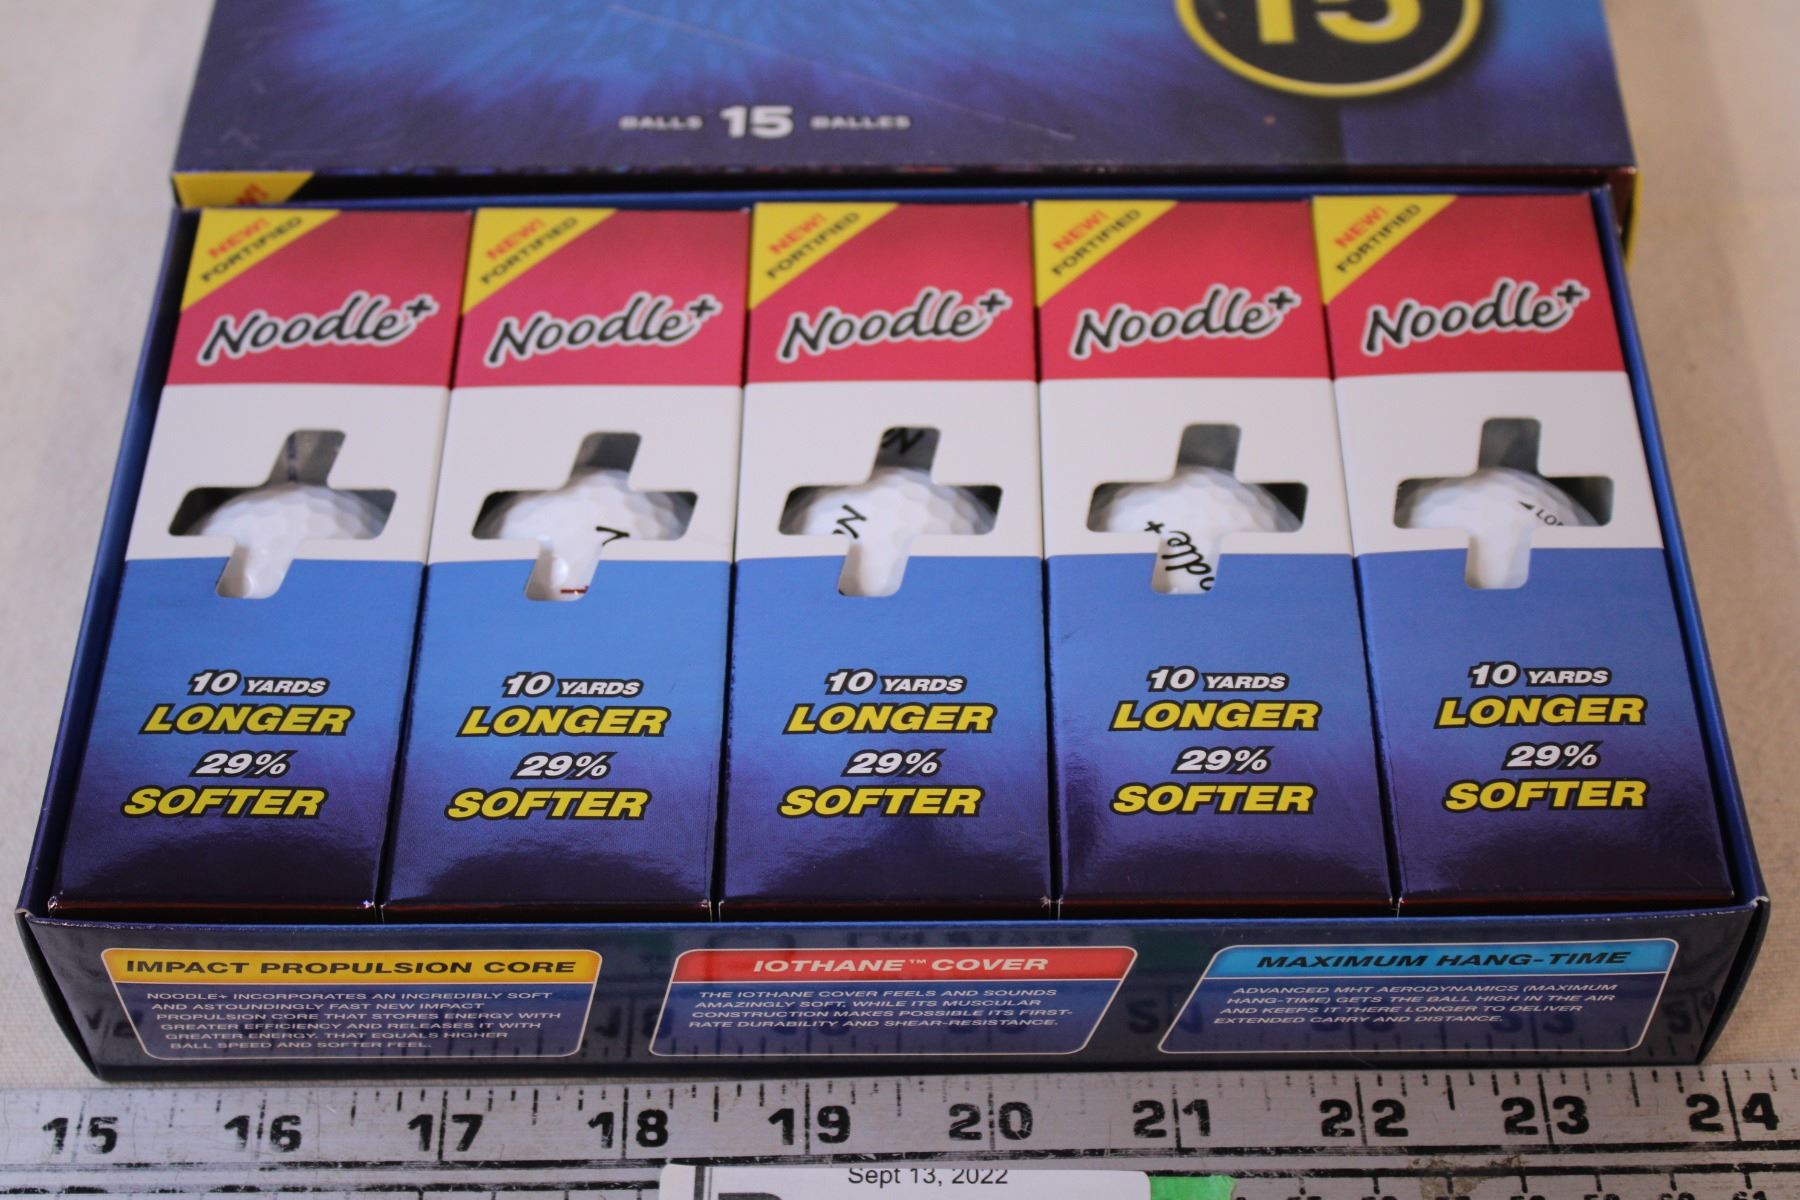 15
BALLS 15 BALLES
NEW!
NEW! FORTIFIED
Noodle+
10 YARDS
LONGER
29%
SOFTER
NEW! FORTIFIED
Noodle+
10 YARDS
LONGER
29%
SOFTER
NEW! FORTIFIED
Noodle+
10 YARDS
LONGER
29%
SOFTER
NEW! FORTIFIED
Noodle+
dle+
10 YARDS
LONGER
29%
SOFTER
NEW! FORTIFIED
Noodle+
LO
10 YARDS
LONGER
29%
SOFTER
IMPACT PROPULSION CORE
NOODLE+ INCORPORATES AN INCREDIBLY SOFT
AND ASTOUNDINGLY FAST NEW IMPACT
PROPULSION CORE THAT STORES ENERGY WITH
GREATER EFFICIENCY AND RELEASES IT WITH
GREATER ENERGY. THAT EQUALS HIGHER
BALL SPEED AND SOFTER FEEL.
IOTHANE™ COVER
THE IOTHANE COVER FEELS AND SOUNDS
AMAZINGLY SOFT, WHILE ITS MUSCULAR
CONSTRUCTION MAKES POSSIBLE ITS FIRST-
RATE DURABILITY AND SHEAR-RESISTANCE.
MAXIMUM HANG-TIME
ADVANCED MHT AERODYNAMICS (MAXIMUM
HANG-TIME) GETS THE BALL HIGH IN THE AIR
AND KEEPS IT THERE LONGER TO DELIVER
EXTENDED CARRY AND DISTANCE.
15 16 17 18 19 20 21 22 23 24
Sept 13, 2022